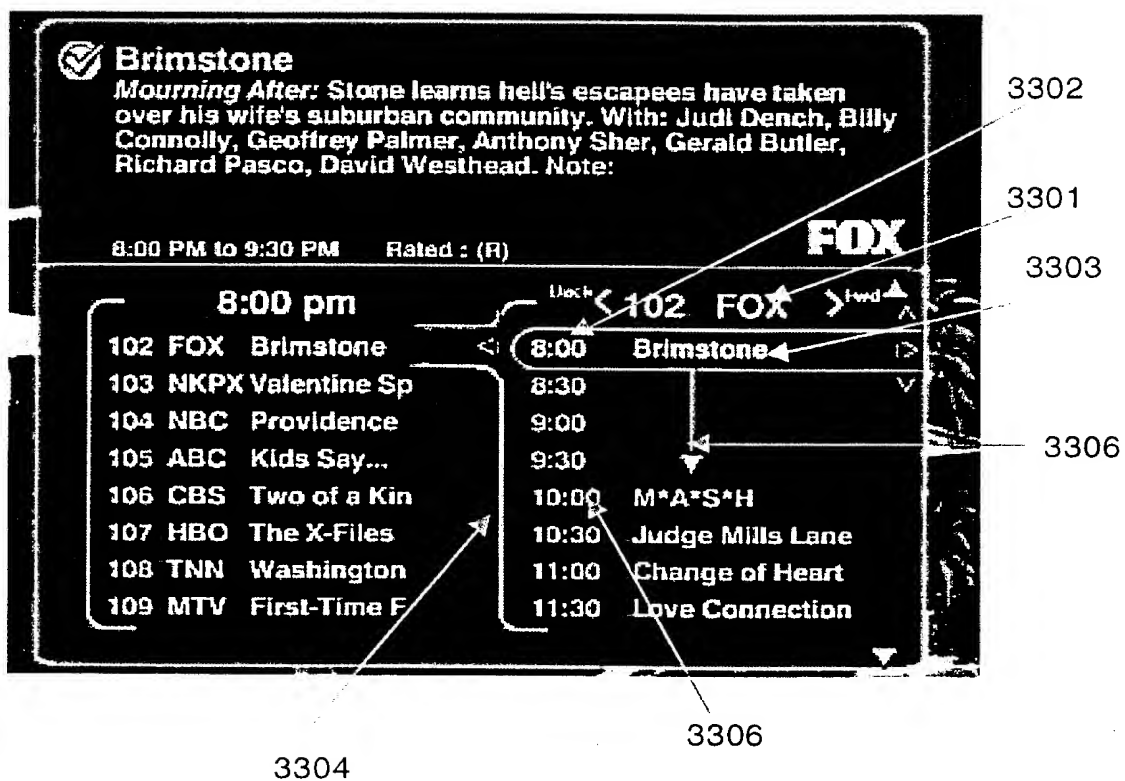 Brimstone
Mourning After: Stone learns hell's escapees have taken
over his wife's suburban community. With: Judi Dench, Billy
Connolly, Geoffrey Palmer, Anthony Sher, Gerald Butler,
Richard Pasco, David Westhead. Note:
8:00 PM to 9:30 PM Rated : (R)
FOX
8:00 pm
102 FOX Brimstone
103 NKPX Valentine Sp
104 NBC Providence
105 ABC Kids Say...
106 CBS Two of a Kin
107 HBO The X-Files
108 TNN Washington
109 MTV First-Time F
< 102 FOX > Fwd
8:00 Brimstone
8:30
9:00
9:30
10:00 M*A*S*H
10:30 Judge Mills Lane
11:00 Change of Heart
11:30 Love Connection
3302
3301
3303
3306
3306
3304